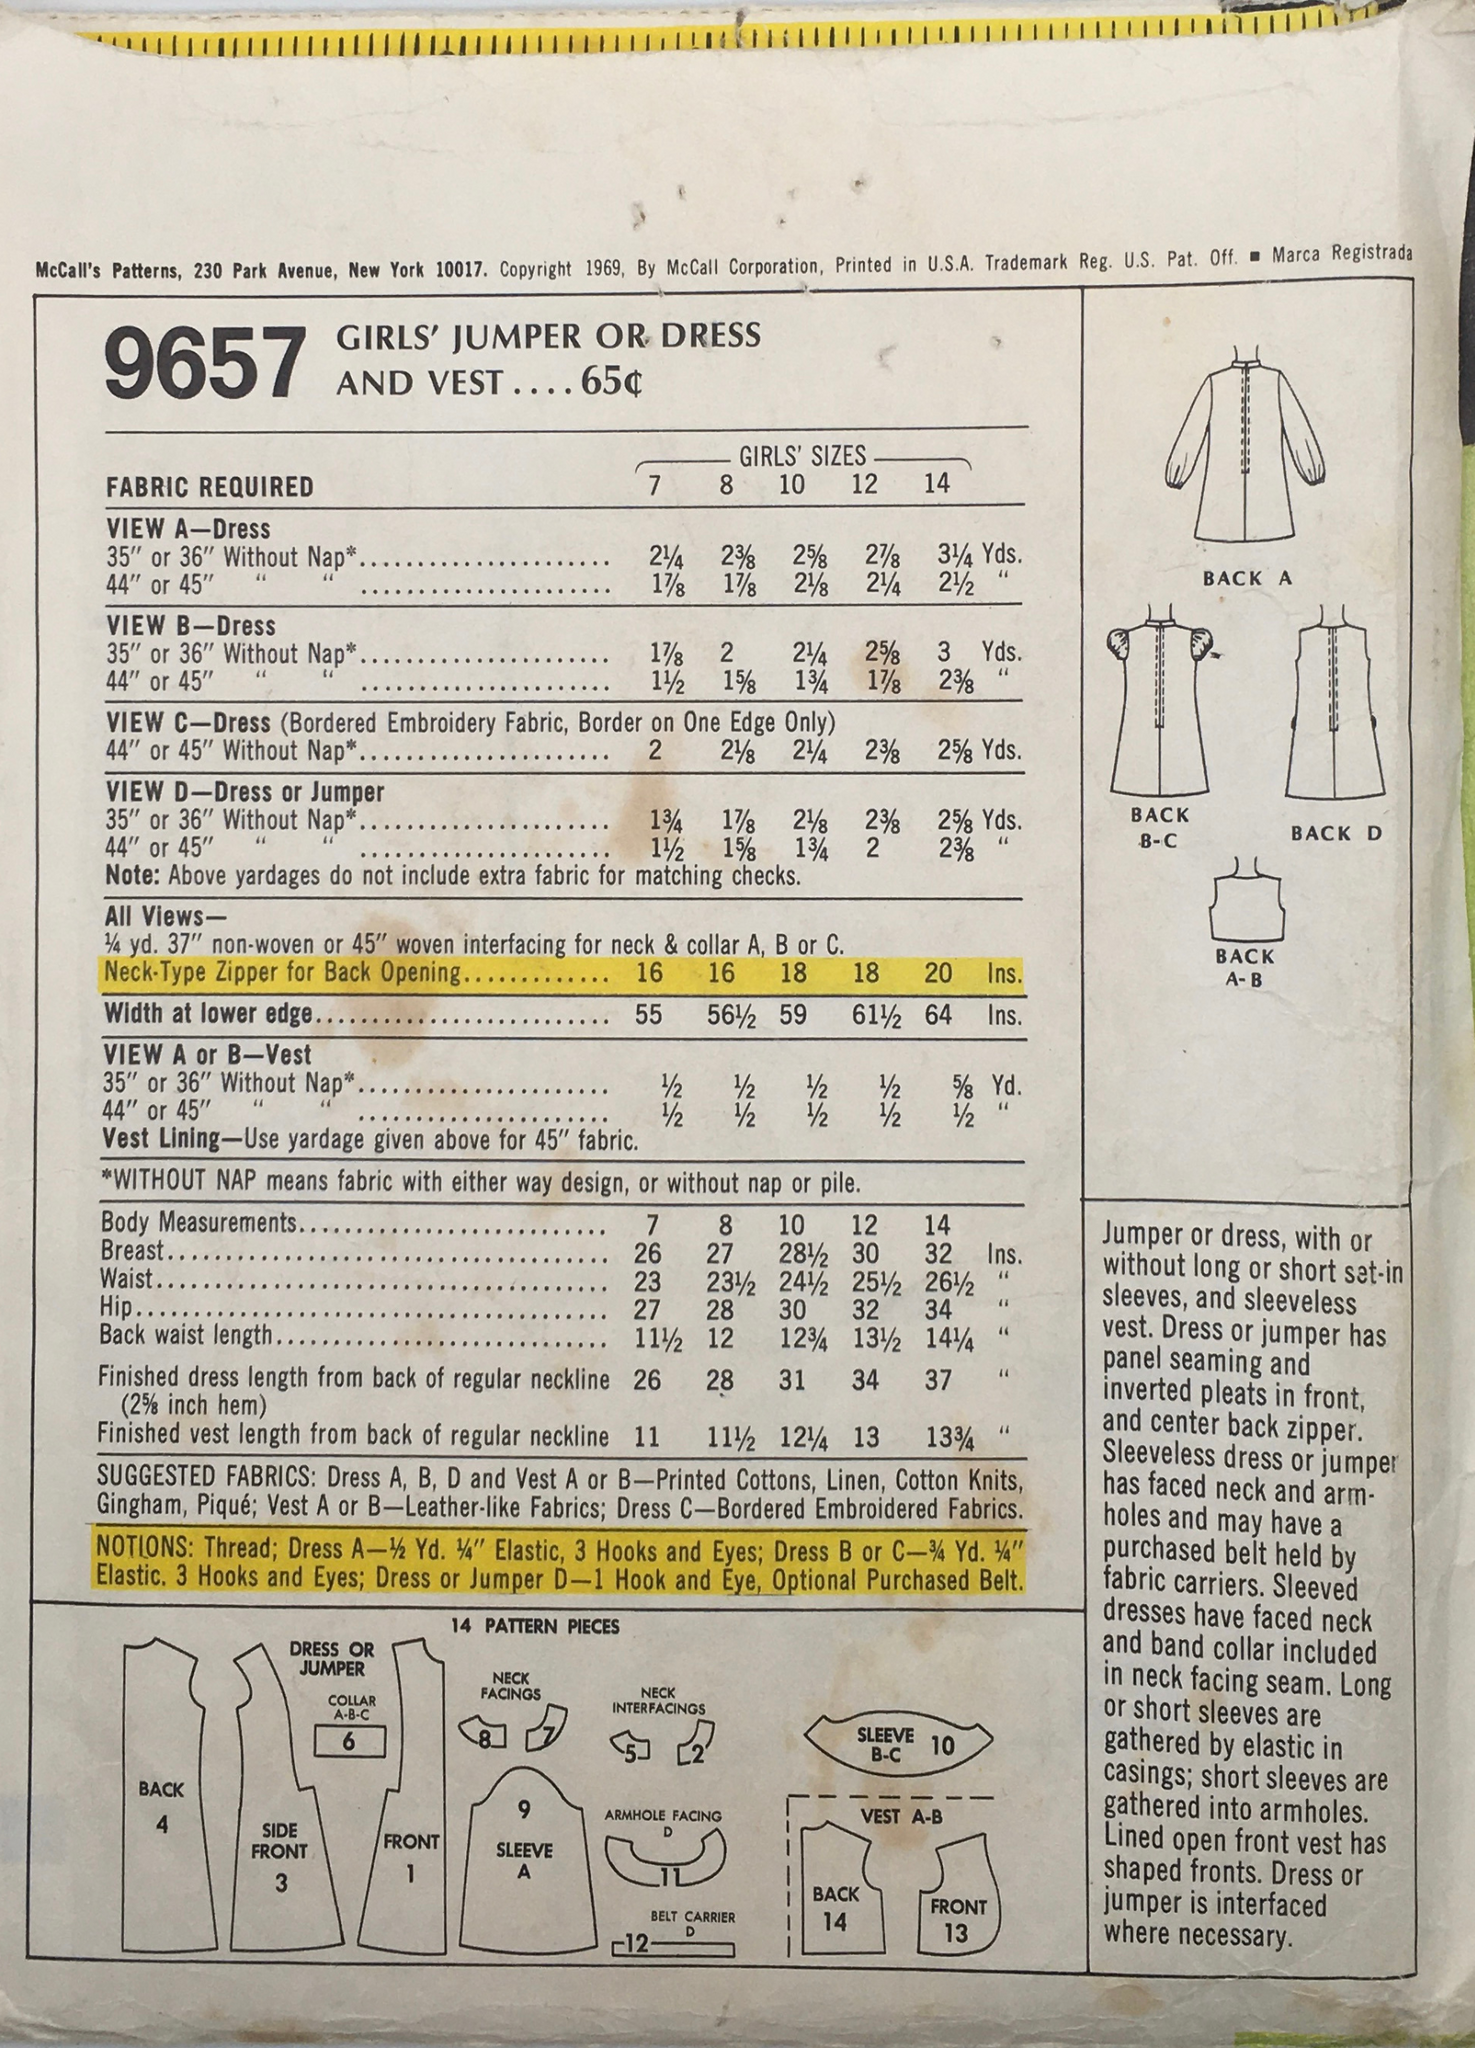 McCall's Patterns, 230 Park Avenue, New York 10017. Copyright 1969, By McCall Corporation, Printed in U.S.A. Trademark Reg. U.S. Pat. Off. ■ Marca Registrada
9657 GIRLS' JUMPER OR DRESS
AND VEST .... 65¢
GIRLS' SIZES
FABRIC REQUIRED 7 8 10 12 14
VIEW A—Dress
35" or 36" Without Nap*.......................... 2¼ 2⅜ 2⅝ 2⅞ 3¼ Yds.
44" or 45" " " .......................... 1⅞ 1⅞ 2⅛ 2¼ 2½ "
VIEW B—Dress
35" or 36" Without Nap*.......................... 1⅞ 2 2¼ 2⅝ 3 Yds.
44" or 45" " " .......................... 1½ 1⅝ 1¾ 1⅞ 2⅜ "
VIEW C—Dress (Bordered Embroidery Fabric, Border on One Edge Only)
44" or 45" Without Nap*.......................... 2 2⅛ 2¼ 2⅜ 2⅝ Yds.
VIEW D—Dress or Jumper
35" or 36" Without Nap*.......................... 1¾ 1⅞ 2⅛ 2⅜ 2⅝ Yds.
44" or 45" " " .......................... 1½ 1⅝ 1¾ 2 2⅜ "
Note: Above yardages do not include extra fabric for matching checks.
All Views—
¼ yd. 37" non-woven or 45" woven interfacing for neck & collar A, B or C.
Neck-Type Zipper for Back Opening.............. 16 16 18 18 20 Ins.
Width at lower edge.............................. 55 56½ 59 61½ 64 Ins.
VIEW A or B—Vest
35" or 36" Without Nap*.......................... ½ ½ ½ ½ ⅝ Yd.
44" or 45" " " .......................... ½ ½ ½ ½ ½ "
Vest Lining—Use yardage given above for 45" fabric.
*WITHOUT NAP means fabric with either way design, or without nap or pile.
Body Measurements................................ 7 8 10 12 14
Breast............................................ 26 27 28½ 30 32 Ins.
Waist............................................. 23 23½ 24½ 25½ 26½ "
Hip............................................... 27 28 30 32 34 "
Back waist length................................. 11½ 12 12¾ 13½ 14¼ "
Finished dress length from back of regular neckline 26 28 31 34 37 "
(2⅝ inch hem)
Finished vest length from back of regular neckline 11 11½ 12¼ 13 13¾ "
SUGGESTED FABRICS: Dress A, B, D and Vest A or B—Printed Cottons, Linen, Cotton Knits,
Gingham, Piqué; Vest A or B—Leather-like Fabrics; Dress C—Bordered Embroidered Fabrics.
NOTIONS: Thread; Dress A—½ Yd. ¼" Elastic, 3 Hooks and Eyes; Dress B or C—¾ Yd. ¼"
Elastic. 3 Hooks and Eyes; Dress or Jumper D—1 Hook and Eye, Optional Purchased Belt.
14 PATTERN PIECES
DRESS OR
JUMPER
BACK
4
SIDE
FRONT
3
COLLAR
A-B-C
6
FRONT
1
NECK
FACINGS
8
7
NECK
INTERFACINGS
5
2
9
SLEEVE
A
ARMHOLE FACING
D
11
BELT CARRIER
D
12
SLEEVE
B-C
10
VEST A-B
BACK
14
FRONT
13
BACK A
BACK
B-C
BACK D
BACK
A-B
Jumper or dress, with or
without long or short set-in
sleeves, and sleeveless
vest. Dress or jumper has
panel seaming and
inverted pleats in front,
and center back zipper.
Sleeveless dress or jumper
has faced neck and arm-
holes and may have a
purchased belt held by
fabric carriers. Sleeved
dresses have faced neck
and band collar included
in neck facing seam. Long
or short sleeves are
gathered by elastic in
casings; short sleeves are
gathered into armholes.
Lined open front vest has
shaped fronts. Dress or
jumper is interfaced
where necessary.